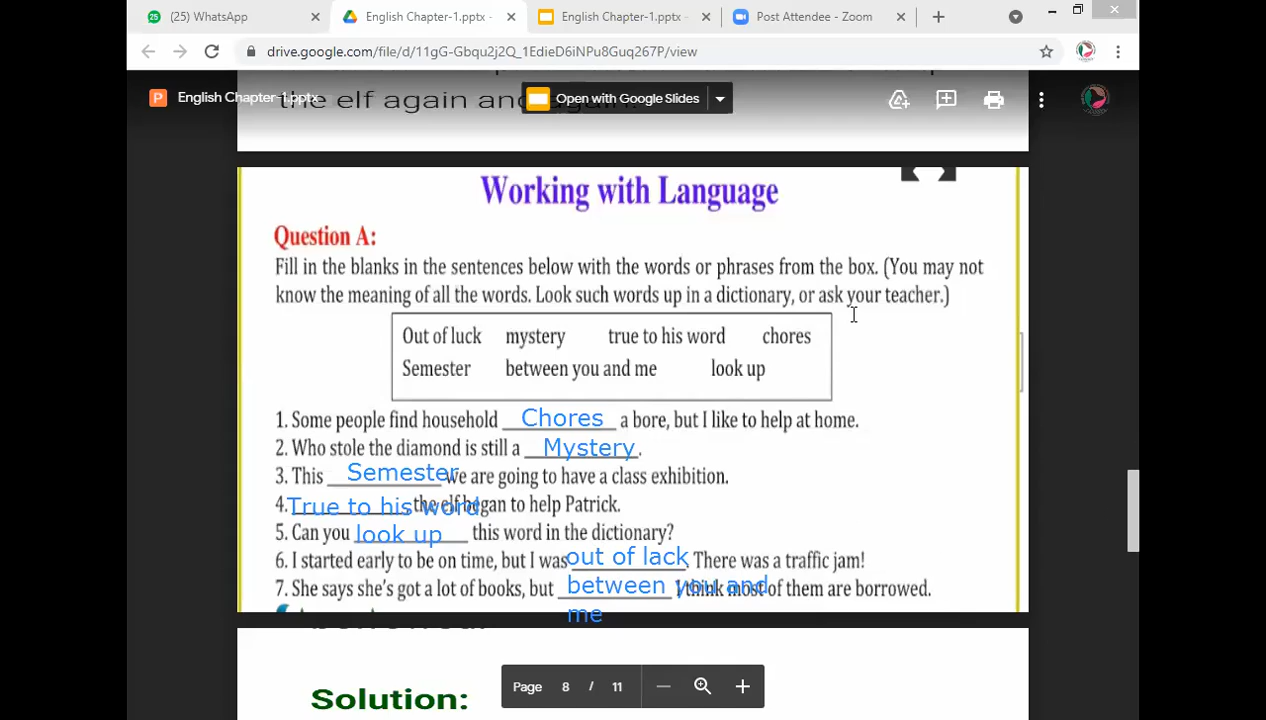 (25) WhatsApp
English Chapter-1.pptx -
English Chapter-1.pptx -
Post Attendee - Zoom
drive.google.com/file/d/11gG-Gbqu2j2Q_1EdieD6iNPu8Guq267P/view
English Chapter-1.pptx
the elf again and again.
Open with Google Slides
Working with Language
Question A:
Fill in the blanks in the sentences below with the words or phrases from the box. (You may not
know the meaning of all the words. Look such words up in a dictionary, or ask your teacher.)
Out of luck mystery true to his word chores
Semester between you and me look up
1. Some people find household Chores a bore, but I like to help at home.
2. Who stole the diamond is still a Mystery.
3. This Semester we are going to have a class exhibition.
4. True to his word the elf began to help Patrick.
5. Can you look up this word in the dictionary?
6. I started early to be on time, but I was out of lack. There was a traffic jam!
7. She says she's got a lot of books, but between you and I think most of them are borrowed.
me
Solution:
Page 8 / 11